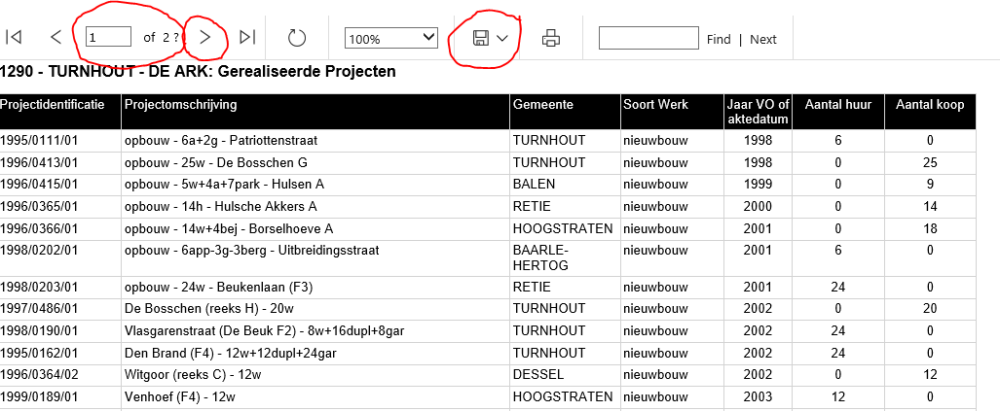 1 of 2 ? 100% Find | Next
1290 - TURNHOUT - DE ARK: Gerealiseerde Projecten
Projectidentificatie Projectomschrijving Gemeente Soort Werk Jaar VO of aktedatum Aantal huur Aantal koop
1995/0111/01 opbouw - 6a+2g - Patriottenstraat TURNHOUT nieuwbouw 1998 6 0
1996/0413/01 opbouw - 25w - De Bosschen G TURNHOUT nieuwbouw 1998 0 25
1996/0415/01 opbouw - 5w+4a+7park - Hulsen A BALEN nieuwbouw 1999 0 9
1996/0365/01 opbouw - 14h - Hulsche Akkers A RETIE nieuwbouw 2000 0 14
1996/0366/01 opbouw - 14w+4bej - Borselhoeve A HOOGSTRATEN nieuwbouw 2001 0 18
1998/0202/01 opbouw - 6app-3g-3berg - Uitbreidingsstraat BAARLE-HERTOG nieuwbouw 2001 6 0
1998/0203/01 opbouw - 24w - Beukenlaan (F3) RETIE nieuwbouw 2001 24 0
1997/0486/01 De Bosschen (reeks H) - 20w TURNHOUT nieuwbouw 2002 0 20
1998/0190/01 Vlasgarenstraat (De Beuk F2) - 8w+16dupl+8gar TURNHOUT nieuwbouw 2002 24 0
1995/0162/01 Den Brand (F4) - 12w+12dupl+24gar TURNHOUT nieuwbouw 2002 24 0
1996/0364/02 Witgoor (reeks C) - 12w DESSEL nieuwbouw 2002 0 12
1999/0189/01 Venhoef (F4) - 12w HOOGSTRATEN nieuwbouw 2003 12 0